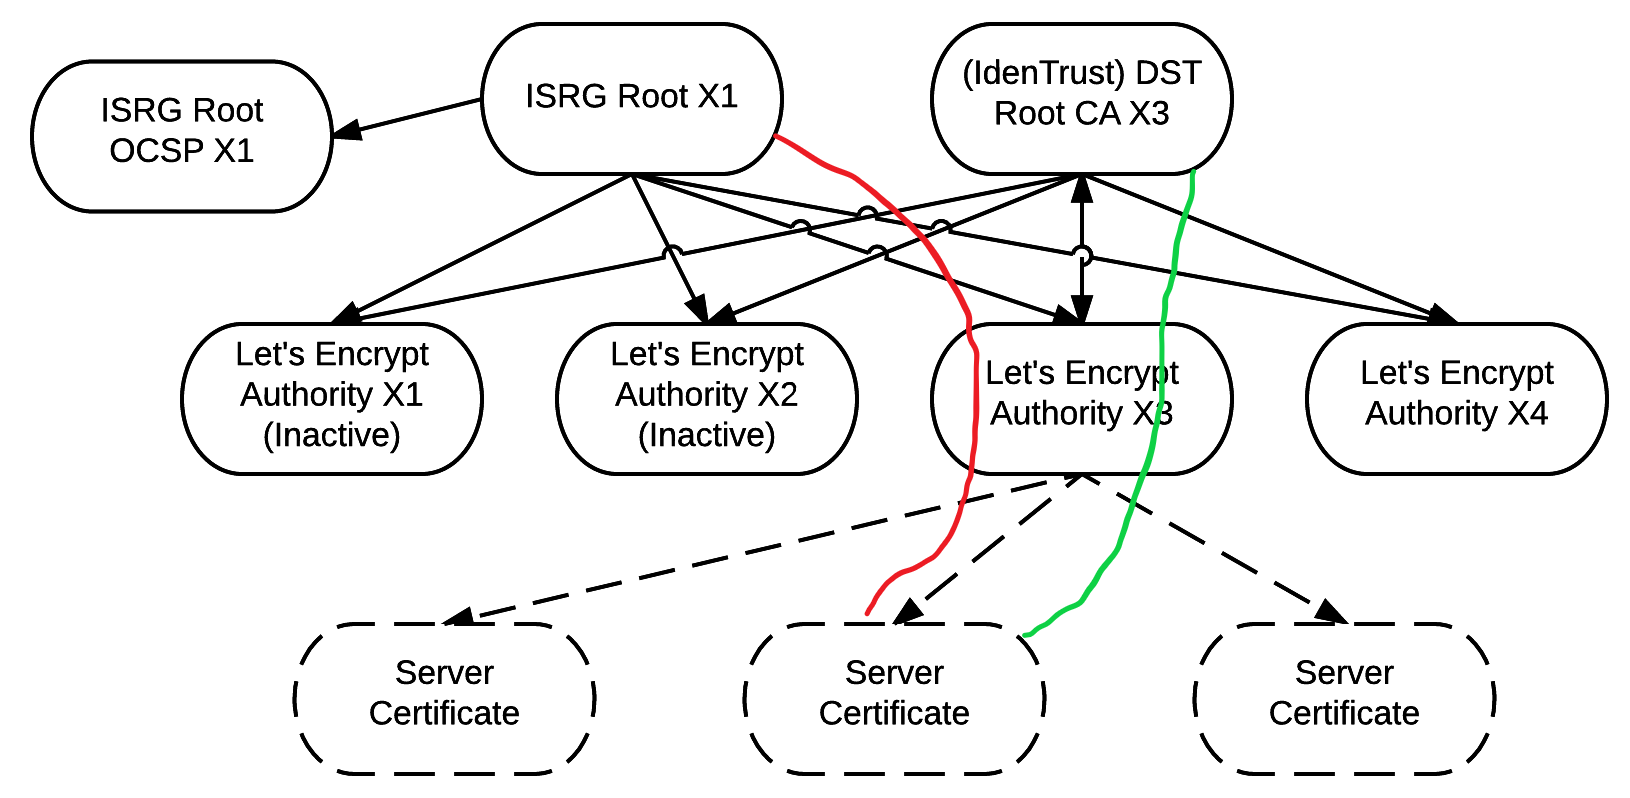 ISRG Root
OCSP X1
ISRG Root X1
(IdenTrust) DST
Root CA X3
Let's Encrypt
Authority X1
(Inactive)
Let's Encrypt
Authority X2
(Inactive)
Let's Encrypt
Authority X3
Let's Encrypt
Authority X4
Server
Certificate
Server
Certificate
Server
Certificate